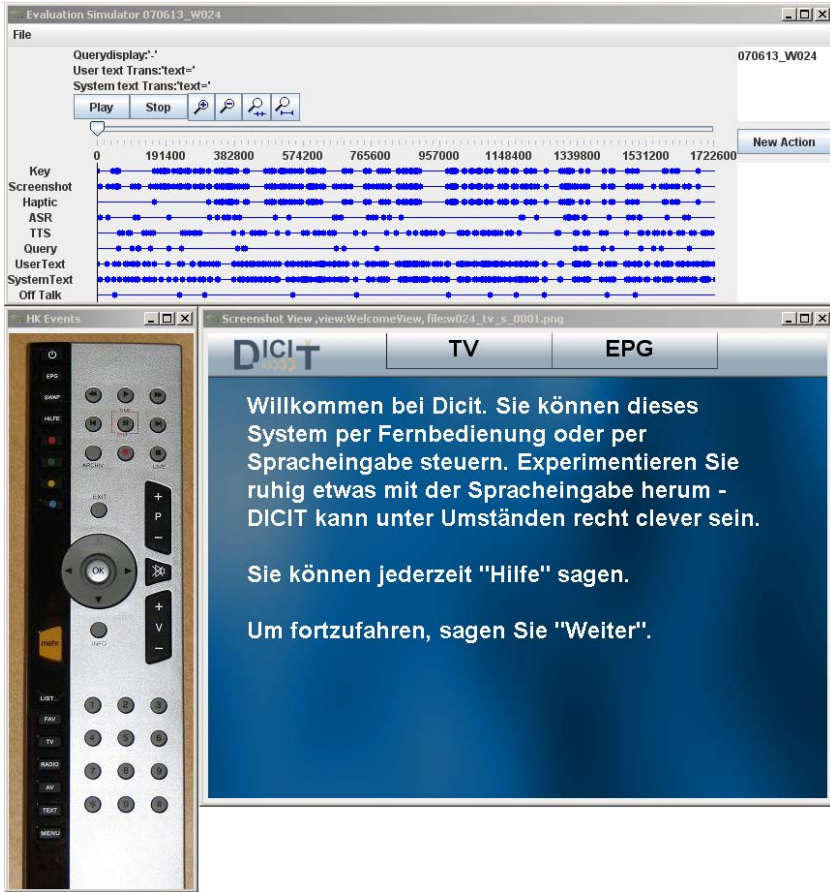 Evaluation Simulator 070613_W024
File
Querydisplay:'-'
User text Trans:'text='
System text Trans:'text='
070613_W024
Play Stop
New Action
0 191400 382800 574200 765600 957000 1148400 1339800 1531200 1722600
Key
Screenshot
Haptic
ASR
TTS
Query
UserText
SystemText
Off Talk
HK Events
EPG
SWAP
HILFE
TIME
ARCHIV
LIVE
EXIT
+
P
-
OK
+
V
-
INFO
mehr
LIST
FAV
TV
RADIO
AV
TEXT
MENU
1 2 3
4 5 6
7 8 9
* 0 #
Screenshot View ,view:WelcomeView, file:w024_tv_s_0001.png
DICIT TV EPG
Willkommen bei Dicit. Sie können dieses
System per Fernbedienung oder per
Spracheingabe steuern. Experimentieren Sie
ruhig etwas mit der Spracheingabe herum -
DICIT kann unter Umständen recht clever sein.
Sie können jederzeit "Hilfe" sagen.
Um fortzufahren, sagen Sie "Weiter".